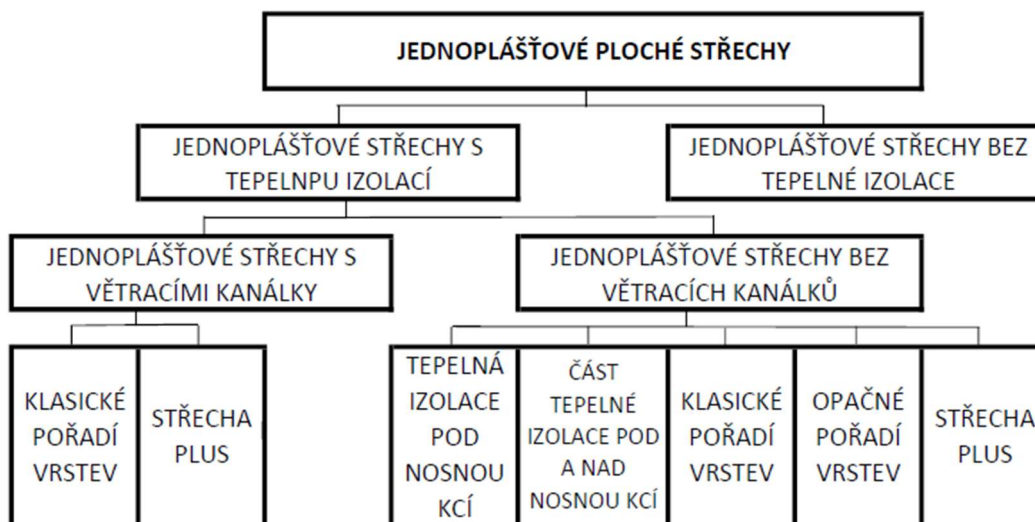 JEDNOPLÁŠŤOVÉ PLOCHÉ STŘECHY
JEDNOPLÁŠŤOVÉ STŘECHY S
TEPELNPU IZOLACÍ
JEDNOPLÁŠŤOVÉ STŘECHY BEZ
TEPELNÉ IZOLACE
JEDNOPLÁŠŤOVÉ STŘECHY S
VĚTRACÍMI KANÁLKY
JEDNOPLÁŠŤOVÉ STŘECHY BEZ
VĚTRACÍCH KANÁLKŮ
KLASICKÉ
POŘADÍ
VRSTEV
STŘECHA
PLUS
TEPELNÁ
IZOLACE
POD
NOSNOU
KCÍ
ČÁST
TEPELNÉ
IZOLACE POD
A NAD
NOSNOU KCÍ
KLASICKÉ
POŘADÍ
VRSTEV
OPAČNÉ
POŘADÍ
VRSTEV
STŘECHA
PLUS